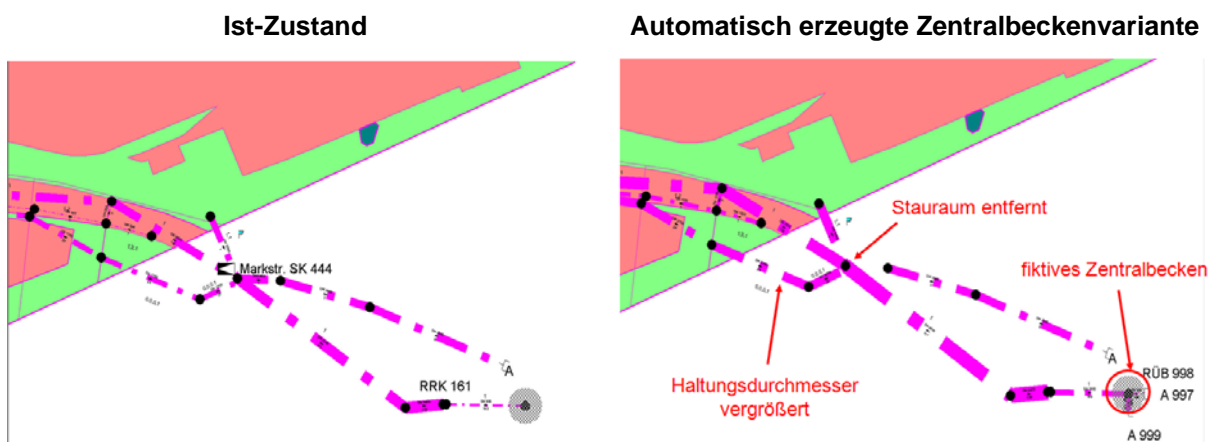 Ist-Zustand
Automatisch erzeugte Zentralbeckenvariante
Markstr. SK 444
RRK 161
A
Stauraum entfernt
fiktives Zentralbecken
Haltungsdurchmesser
vergrößert
A
RÜB 998
A 997
A 999